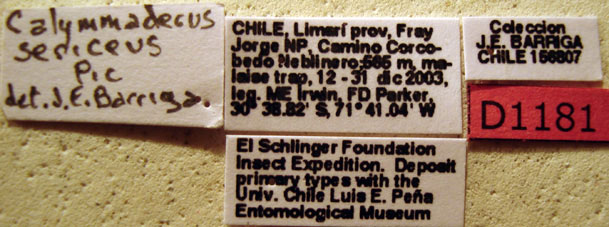 Calymmaderus
sericeus
Pic
det. J. E. Barriga.
CHILE, Limarí prov, Fray
Jorge NP, Camino Corco-
bedo Neblinero;565 m, ma-
laise trap, 12 - 31 dic 2003,
leg. ME Irwin, FD Parker,
30° 38.82' S, 71° 41.04' W
El Schlinger Foundation
Insect Expedition. Deposit
primary types with the
Univ. Chile Luis E. Peña
Entomological Museum
Coleccion
J.E. BARRIGA
CHILE 156807
D1181